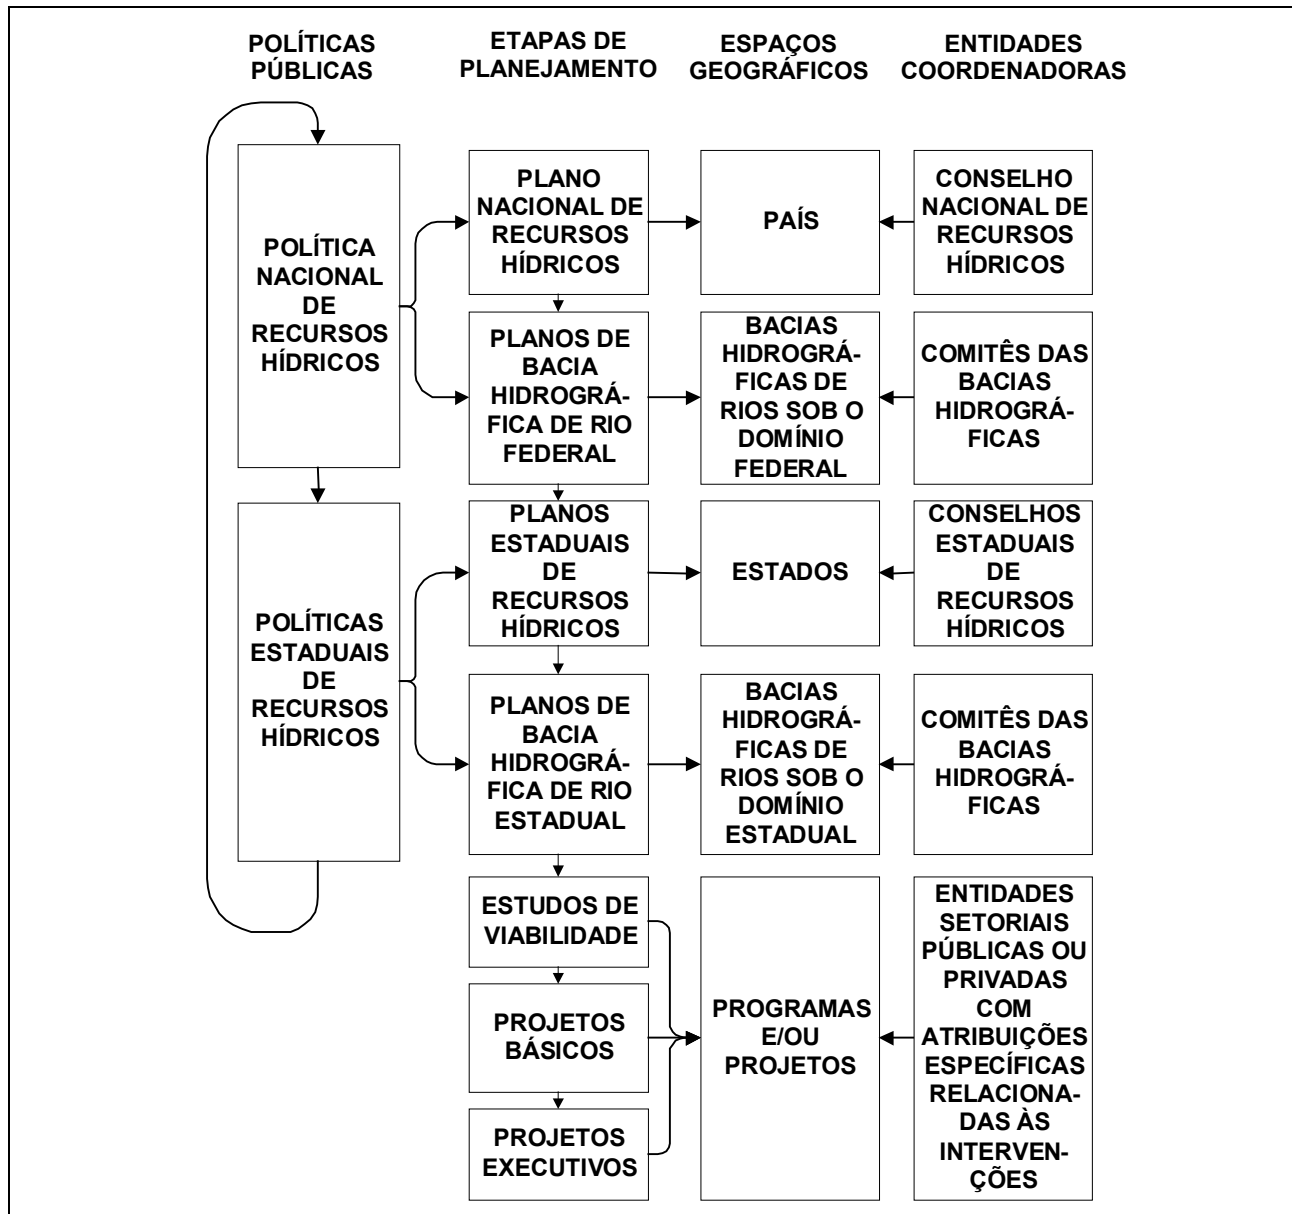 POLÍTICAS
PÚBLICAS
ETAPAS DE
PLANEJAMENTO
ESPAÇOS
GEOGRÁFICOS
ENTIDADES
COORDENADORAS
POLÍTICA
NACIONAL
DE
RECURSOS
HÍDRICOS
PLANO
NACIONAL DE
RECURSOS
HÍDRICOS
PAÍS
CONSELHO
NACIONAL DE
RECURSOS
HÍDRICOS
PLANOS DE
BACIA
HIDROGRÁ-
FICA DE RIO
FEDERAL
BACIAS
HIDROGRÁ-
FICAS DE
RIOS SOB O
DOMÍNIO
FEDERAL
COMITÊS DAS
BACIAS
HIDROGRÁ-
FICAS
POLÍTICAS
ESTADUAIS
DE
RECURSOS
HÍDRICOS
PLANOS
ESTADUAIS
DE
RECURSOS
HÍDRICOS
ESTADOS
CONSELHOS
ESTADUAIS
DE
RECURSOS
HÍDRICOS
PLANOS DE
BACIA
HIDROGRÁ-
FICA DE RIO
ESTADUAL
BACIAS
HIDROGRÁ-
FICAS DE
RIOS SOB O
DOMÍNIO
ESTADUAL
COMITÊS DAS
BACIAS
HIDROGRÁ-
FICAS
ESTUDOS DE
VIABILIDADE
PROJETOS
BÁSICOS
PROJETOS
EXECUTIVOS
PROGRAMAS
E/OU
PROJETOS
ENTIDADES
SETORIAIS
PÚBLICAS OU
PRIVADAS
COM
ATRIBUIÇÕES
ESPECÍFICAS
RELACIONA-
DAS ÀS
INTERVEN-
ÇÕES